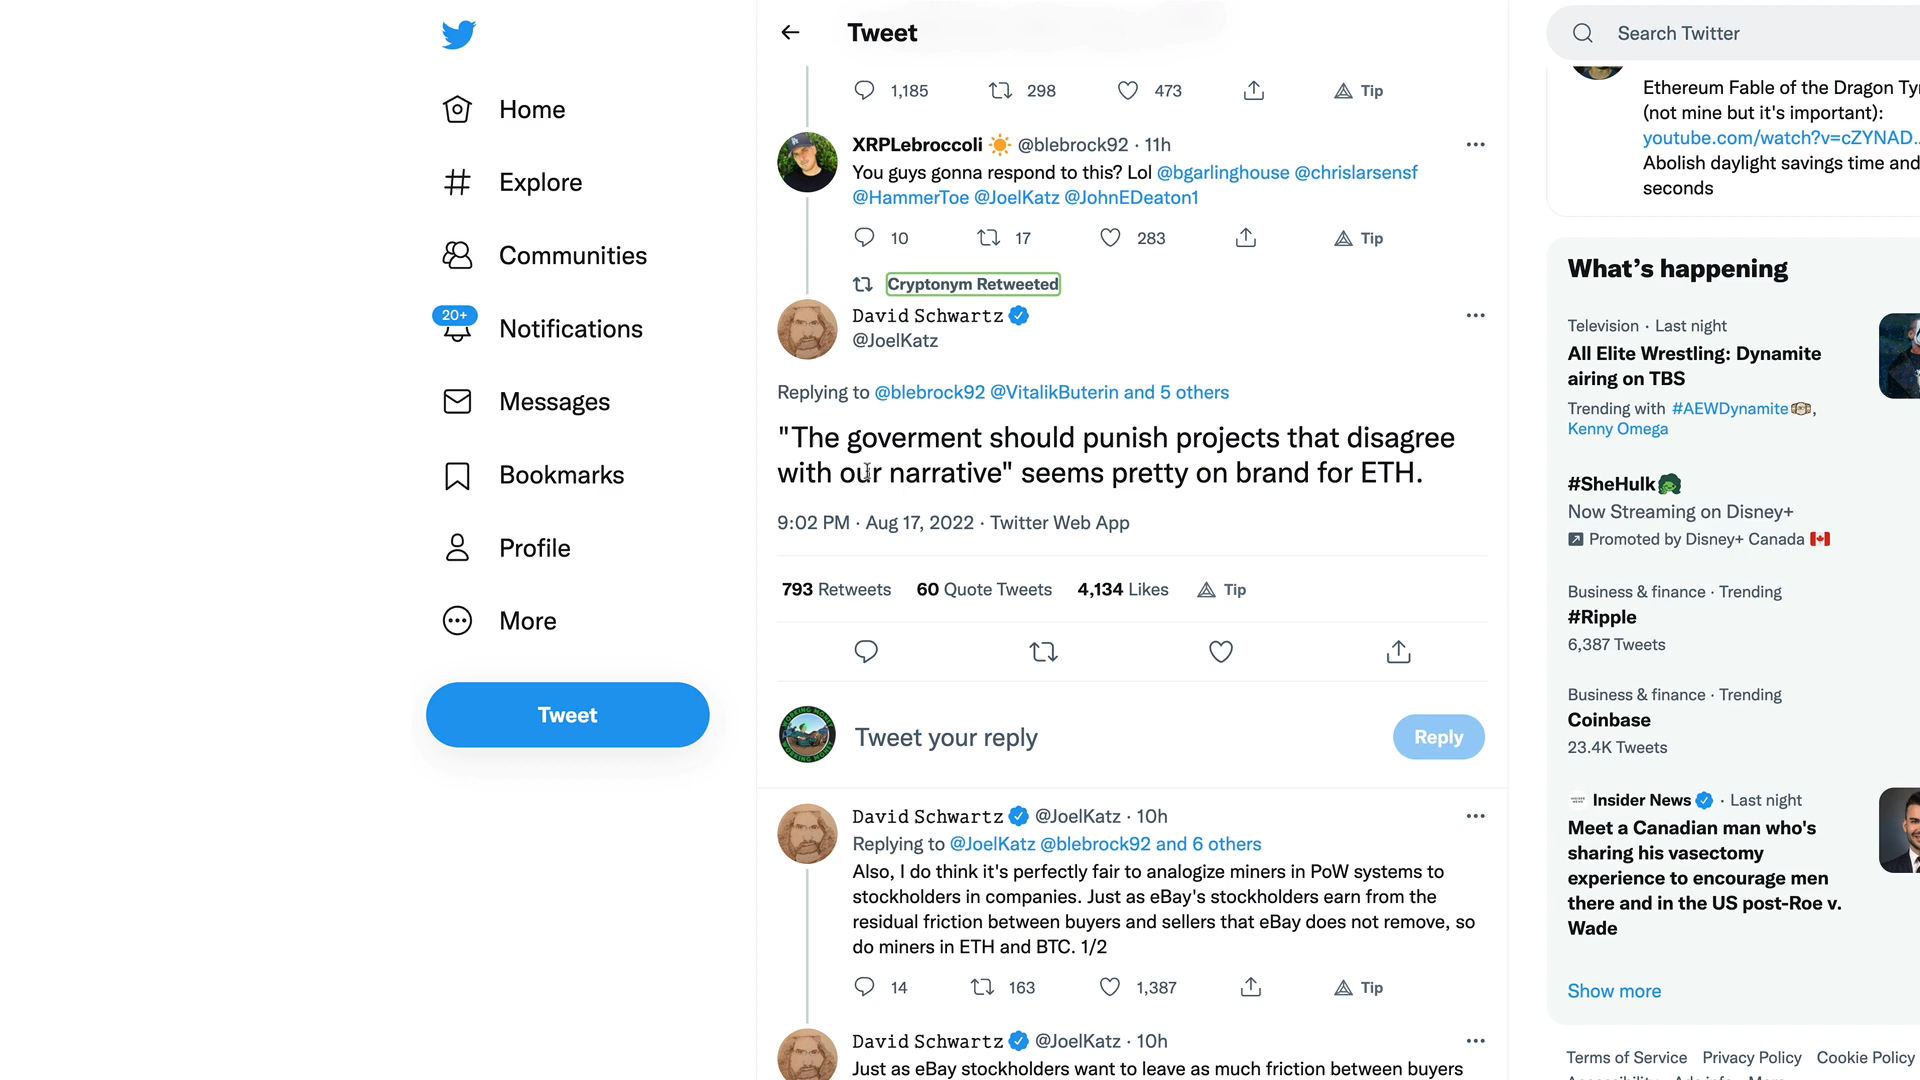 Home
Explore
Communities
20+
Notifications
Messages
Bookmarks
Profile
More
Tweet
Tweet
1,185 298 473 Tip
XRPLebroccoli ☀️ @blebrock92 · 11h
You guys gonna respond to this? Lol @bgarlinghouse @chrislarsensf
@HammerToe @JoelKatz @JohnEDeaton1
10 17 283 Tip
Cryptonym Retweeted
David Schwartz
@JoelKatz
Replying to @blebrock92 @VitalikButerin and 5 others
"The goverment should punish projects that disagree
with our narrative" seems pretty on brand for ETH.
9:02 PM · Aug 17, 2022 · Twitter Web App
793 Retweets 60 Quote Tweets 4,134 Likes Tip
Tweet your reply
Reply
David Schwartz @JoelKatz · 10h
Replying to @JoelKatz @blebrock92 and 6 others
Also, I do think it's perfectly fair to analogize miners in PoW systems to
stockholders in companies. Just as eBay's stockholders earn from the
residual friction between buyers and sellers that eBay does not remove, so
do miners in ETH and BTC. 1/2
14 163 1,387 Tip
David Schwartz @JoelKatz · 10h
Just as eBay stockholders want to leave as much friction between buyers
Search Twitter
Ethereum Fable of the Dragon Ty
(not mine but it's important):
youtube.com/watch?v=cZYNAD..
Abolish daylight savings time and
seconds
What's happening
Television · Last night
All Elite Wrestling: Dynamite
airing on TBS
Trending with #AEWDynamite,
Kenny Omega
#SheHulk
Now Streaming on Disney+
Promoted by Disney+ Canada 🇨🇦
Business & finance · Trending
#Ripple
6,387 Tweets
Business & finance · Trending
Coinbase
23.4K Tweets
Insider News · Last night
Meet a Canadian man who's
sharing his vasectomy
experience to encourage men
there and in the US post-Roe v.
Wade
Show more
Terms of Service Privacy Policy Cookie Policy